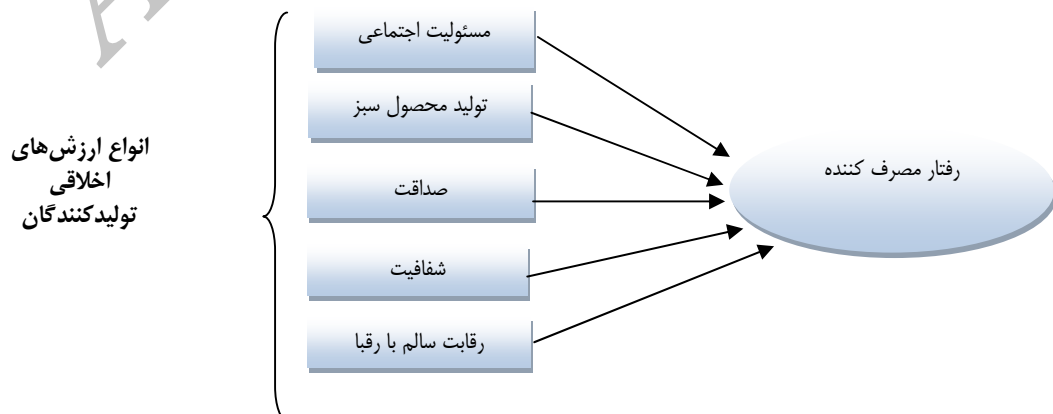 انواع ارزش‌های
اخلاقی
تولیدکنندگان
مسئولیت اجتماعی
تولید محصول سبز
صداقت
شفافیت
رقابت سالم با رقبا
رفتار مصرف کننده